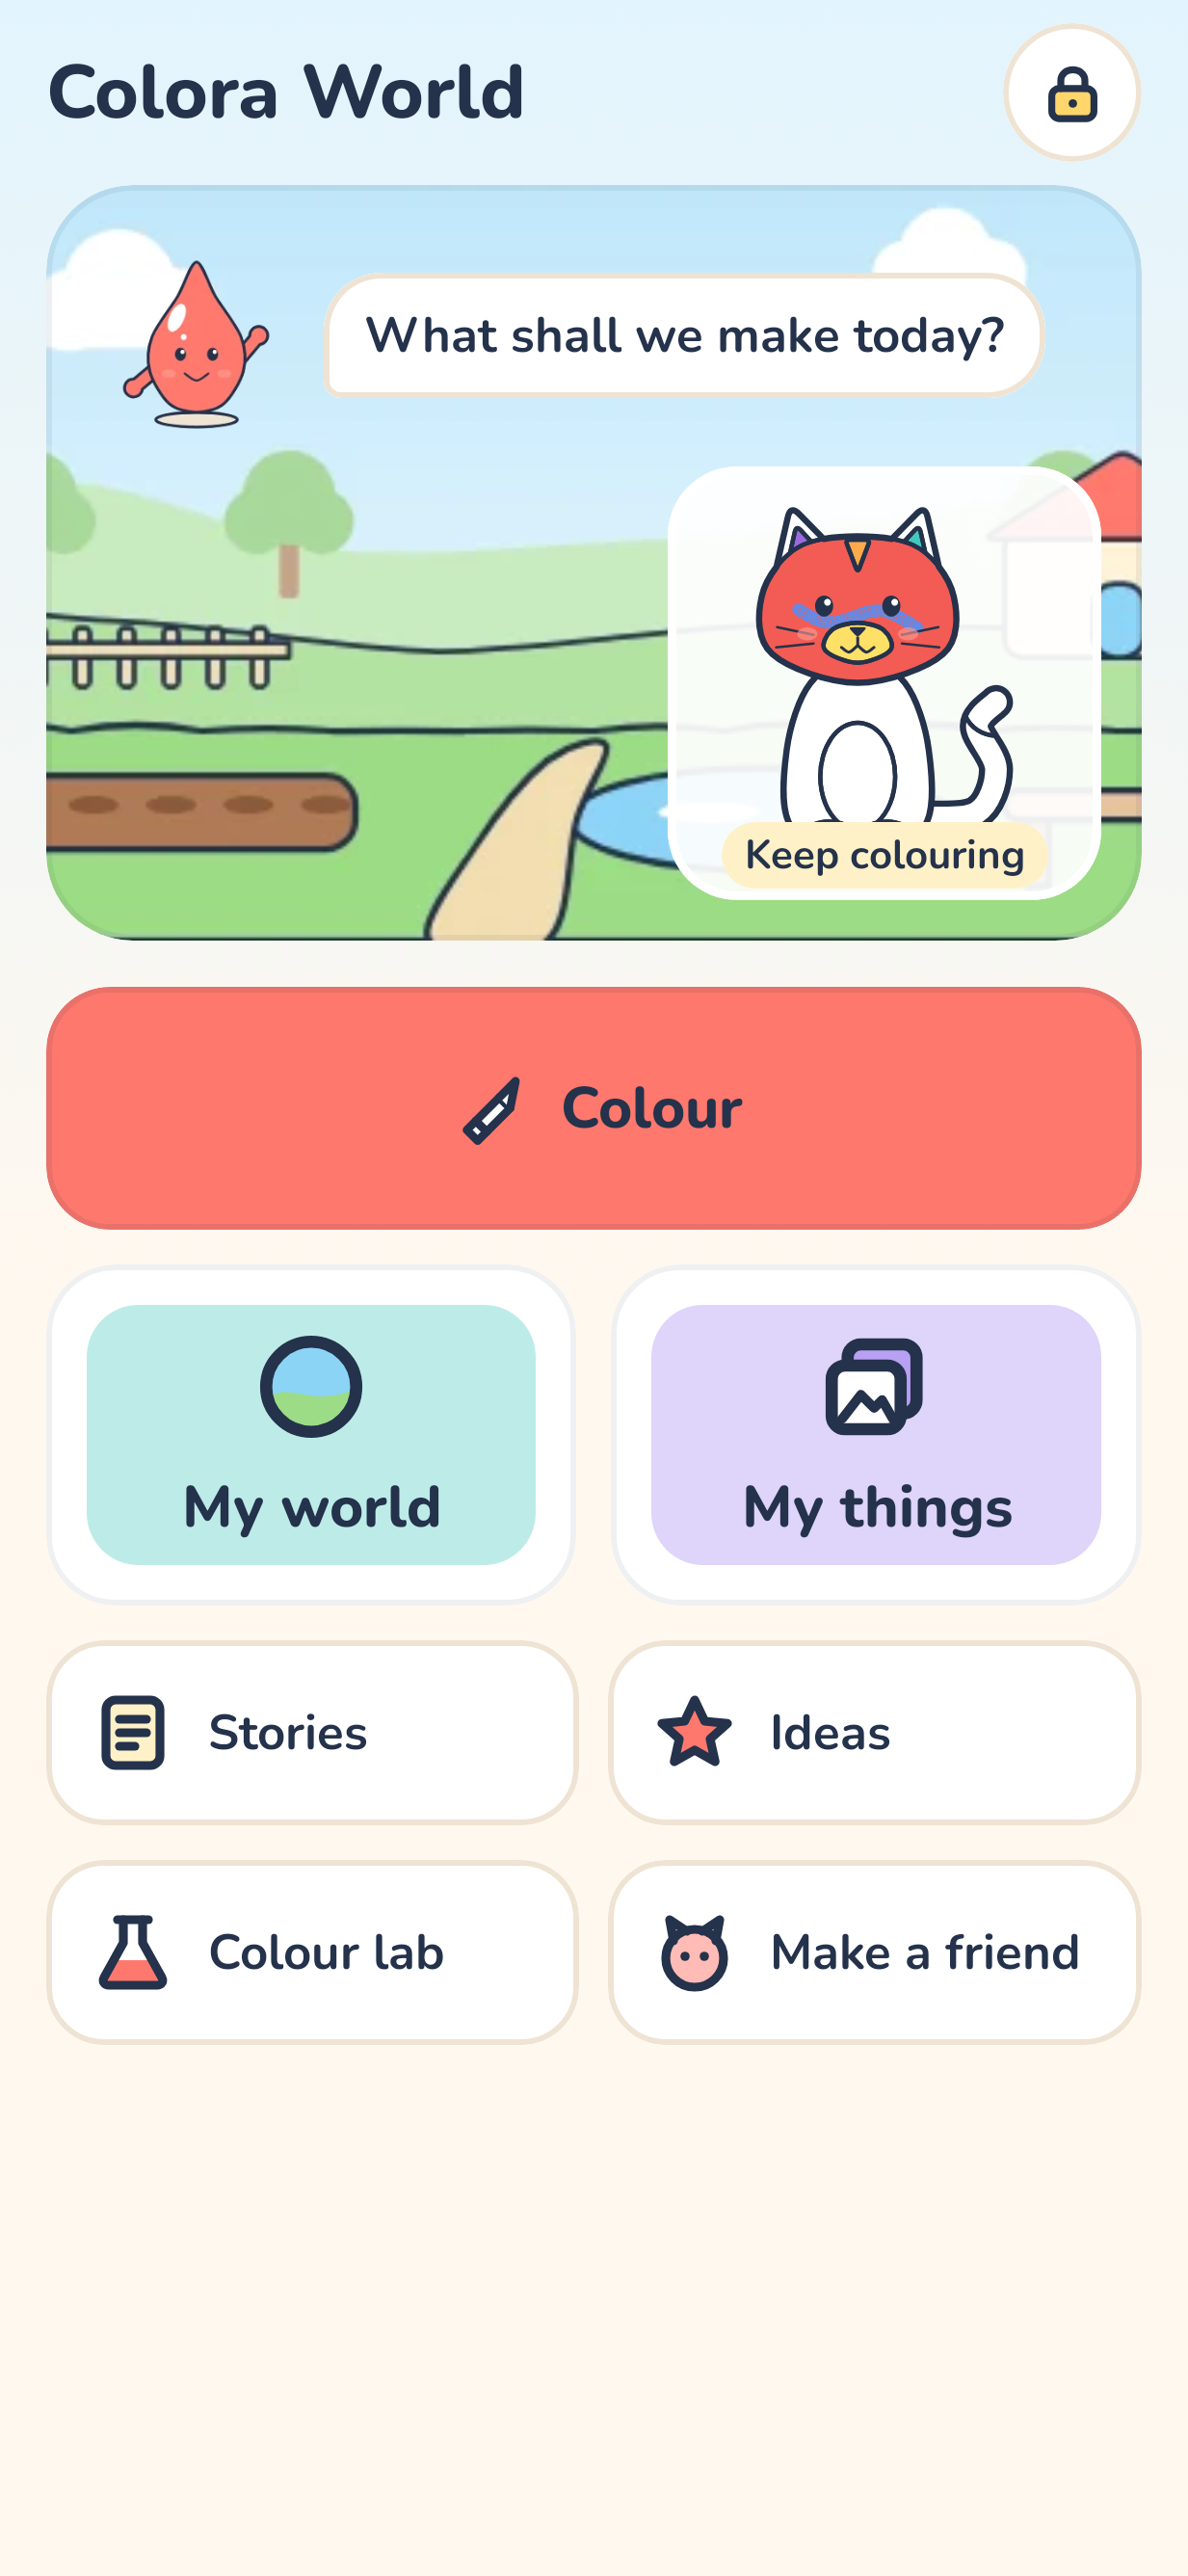 Colora World
What shall we make today?
Keep colouring
Colour
My world
My things
Stories
Ideas
Colour lab
Make a friend